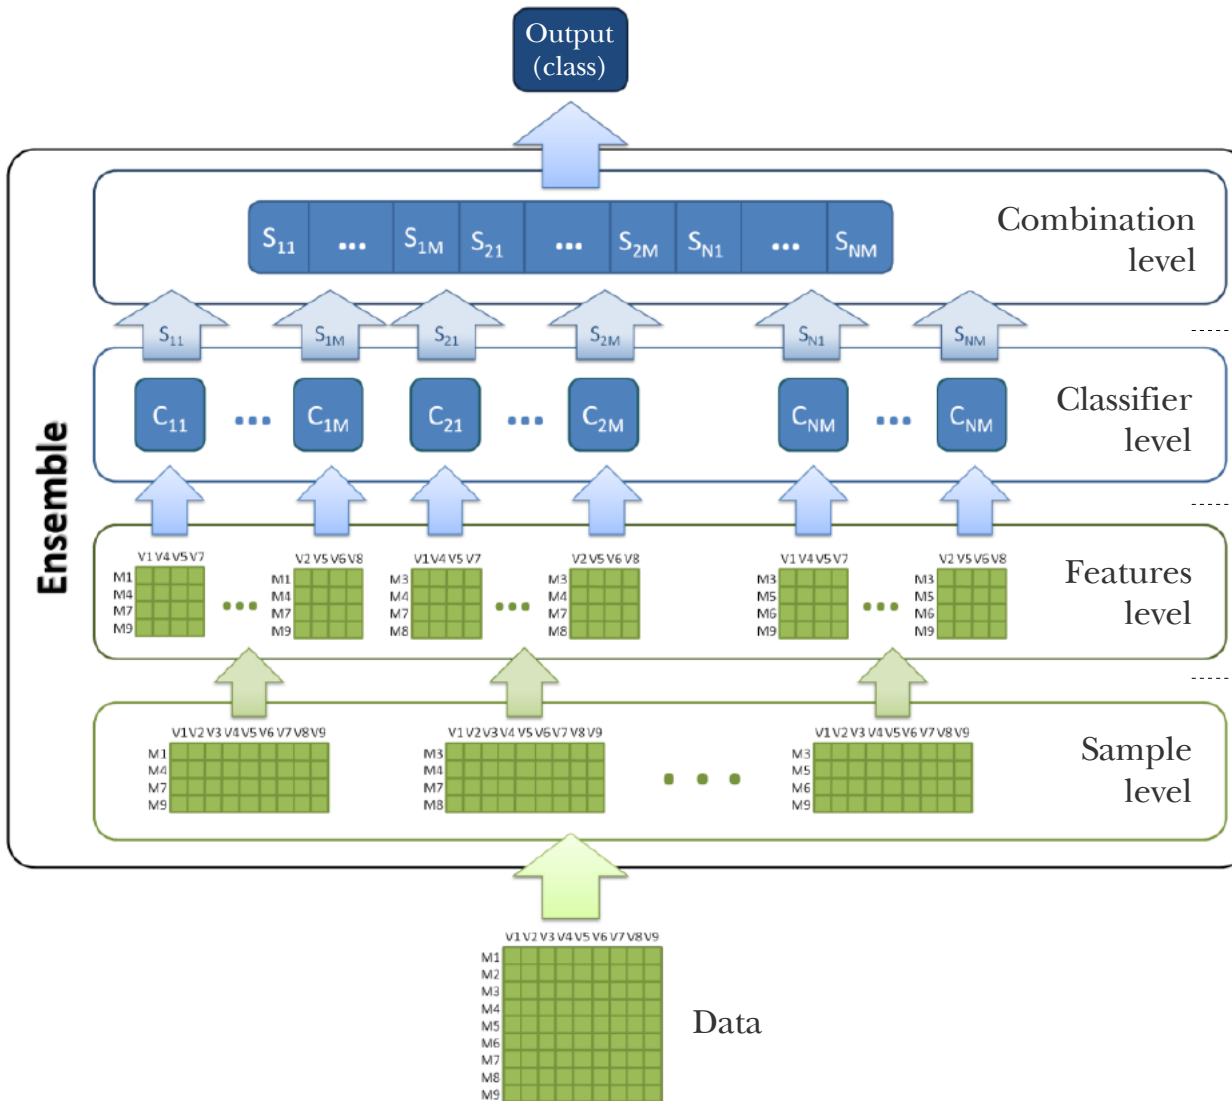 Output
(class)
Ensemble
S11 ... S1M S21 ... S2M SN1 ... SNM
Combination
level
S11 S1M S21 S2M SN1 SNM
C11 ... C1M C21 ... C2M CNM ... CNM
Classifier
level
V1 V4 V5 V7
M1
M4
M7
M9
...
V2 V5 V6 V8
M1
M4
M7
M9
V1 V4 V5 V7
M3
M4
M7
M8
...
V2 V5 V6 V8
M3
M4
M7
M8
V1 V4 V5 V7
M3
M5
M6
M9
...
V2 V5 V6 V8
M3
M5
M6
M9
Features
level
V1 V2 V3 V4 V5 V6 V7 V8 V9
M1
M4
M7
M9
V1 V2 V3 V4 V5 V6 V7 V8 V9
M3
M4
M7
M8
...
V1 V2 V3 V4 V5 V6 V7 V8 V9
M3
M5
M6
M9
Sample
level
V1 V2 V3 V4 V5 V6 V7 V8 V9
M1
M2
M3
M4
M5
M6
M7
M8
M9
Data